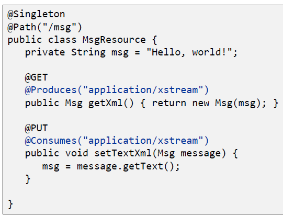 @Singleton
@Path("/msg")
public class MsgResource {
private String msg = "Hello, world!";
@GET
@Produces("application/xstream")
public Msg getXml() { return new Msg(msg); }
@PUT
@Consumes("application/xstream")
public void setTextXml(Msg message) {
msg = message.getText();
}
}